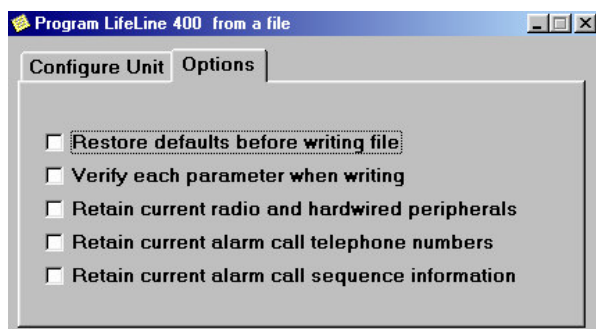 Program LifeLine 400 from a file
Configure Unit Options
Restore defaults before writing file
Verify each parameter when writing
Retain current radio and hardwired peripherals
Retain current alarm call telephone numbers
Retain current alarm call sequence information